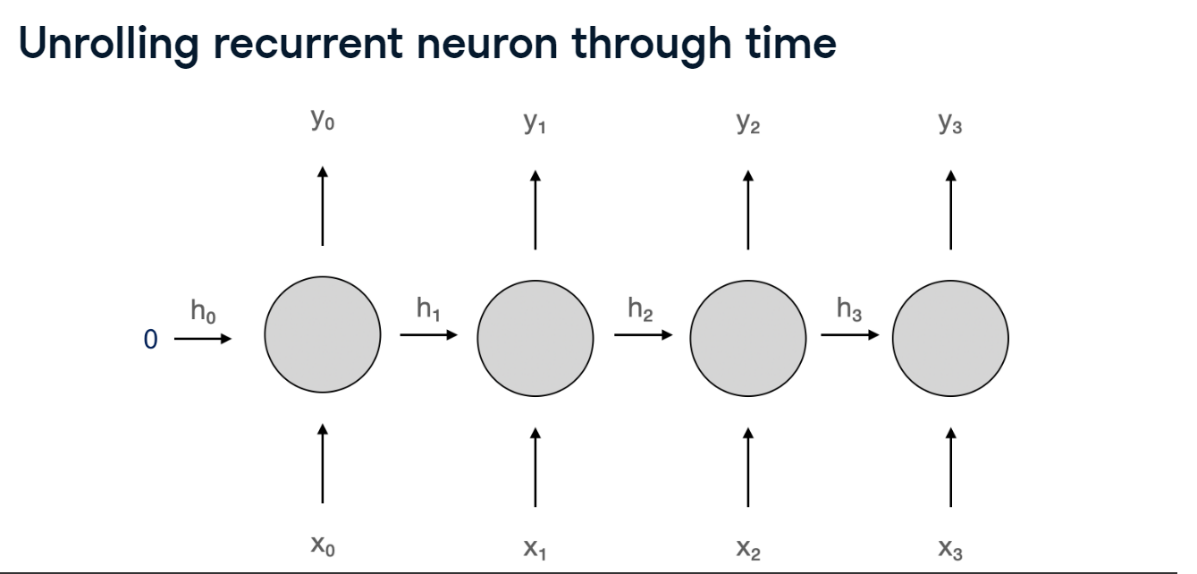 Unrolling recurrent neuron through time
y₀ y₁ y₂ y₃
0 h₀ h₁ h₂ h₃
x₀ x₁ x₂ x₃